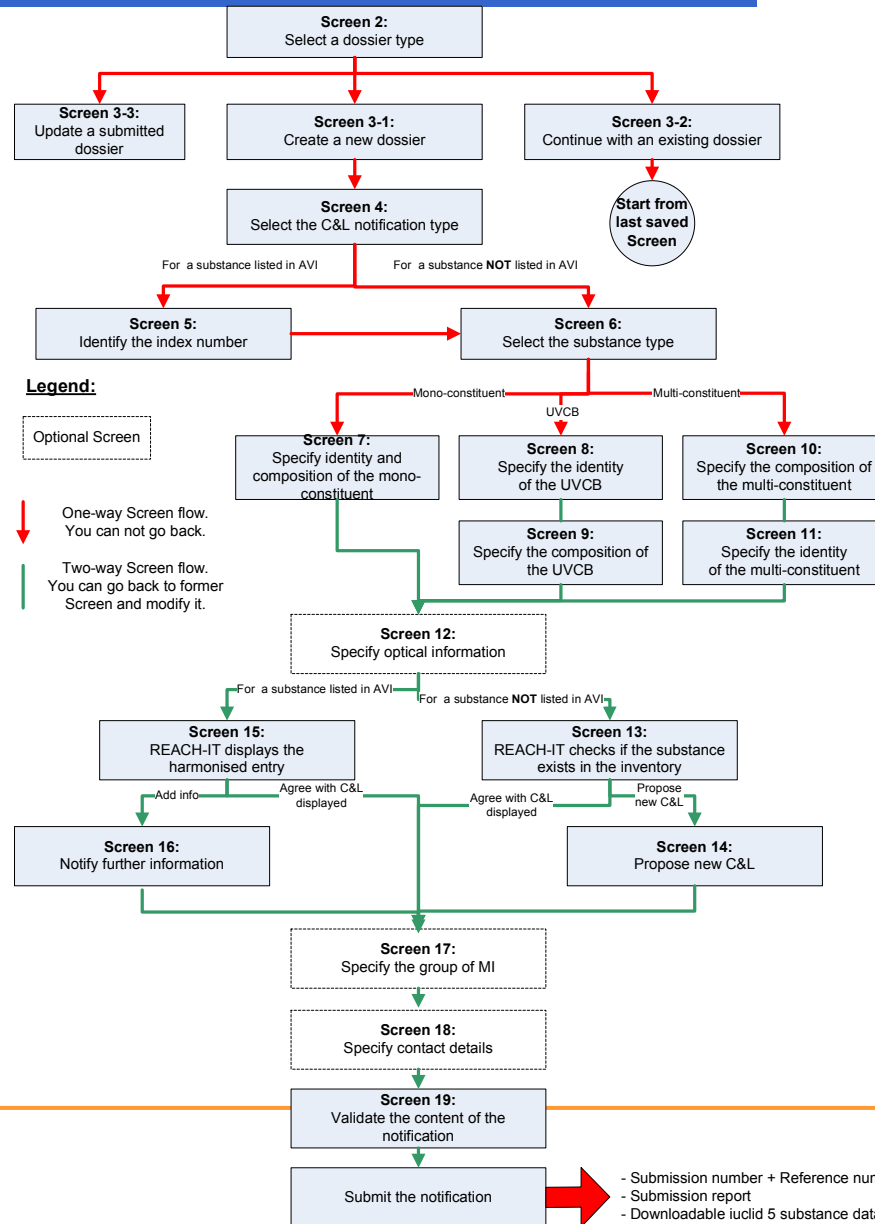 Screen 2:
Select a dossier type
Screen 3-3:
Update a submitted
dossier
Screen 3-1:
Create a new dossier
Screen 3-2:
Continue with an existing dossier
Screen 4:
Select the C&L notification type
Start from
last saved
Screen
For a substance listed in AVI
For a substance NOT listed in AVI
Screen 5:
Identify the index number
Screen 6:
Select the substance type
Legend:
Optional Screen
One-way Screen flow.
You can not go back.
Two-way Screen flow.
You can go back to former
Screen and modify it.
Mono-constituent
UVCB
Multi-constituent
Screen 7:
Specify identity and
composition of the mono-
constituent
Screen 8:
Specify the identity
of the UVCB
Screen 10:
Specify the composition of
the multi-constituent
Screen 9:
Specify the composition of
the UVCB
Screen 11:
Specify the identity
of the multi-constituent
Screen 12:
Specify optical information
For a substance listed in AVI
For a substance NOT listed in AVI
Screen 15:
REACH-IT displays the
harmonised entry
Screen 13:
REACH-IT checks if the substance
exists in the inventory
Add info
Agree with C&L
displayed
Agree with C&L
displayed
Propose
new C&L
Screen 16:
Notify further information
Screen 14:
Propose new C&L
Screen 17:
Specify the group of MI
Screen 18:
Specify contact details
Screen 19:
Validate the content of the
notification
Submit the notification
- Submission number + Reference
- Submission report
- Downloadable iuclid 5 substance